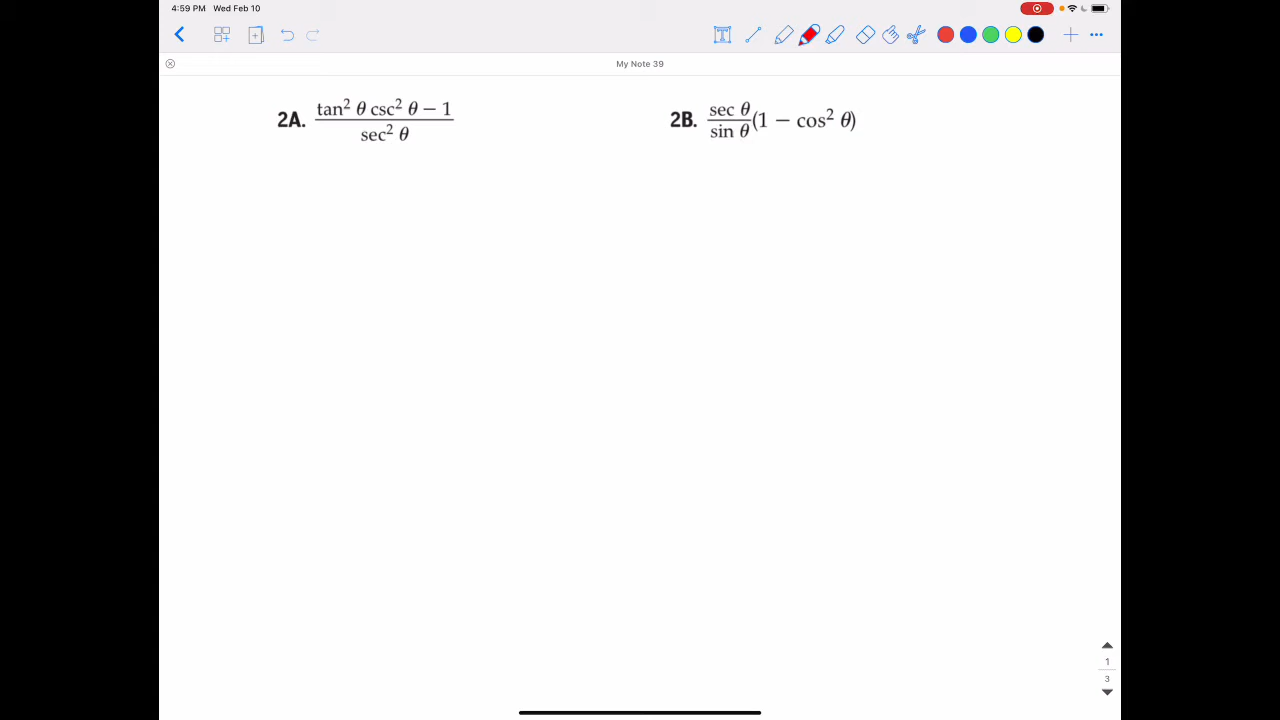 4:59 PM Wed Feb 10
T
My Note 39
2A. tan² θ csc² θ − 1 / sec² θ
2B. sec θ / sin θ (1 − cos² θ)
1
3